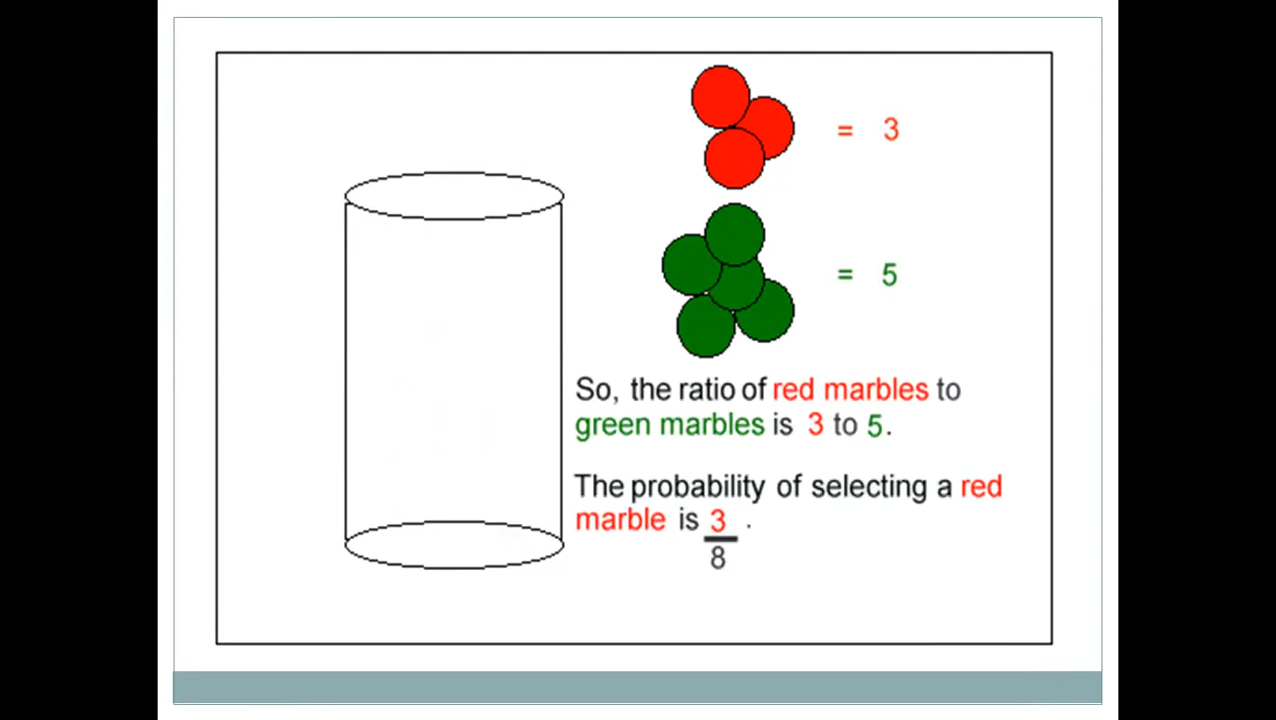 = 3
= 5
So, the ratio of red marbles to
green marbles is 3 to 5.
The probability of selecting a red
marble is 3/8.